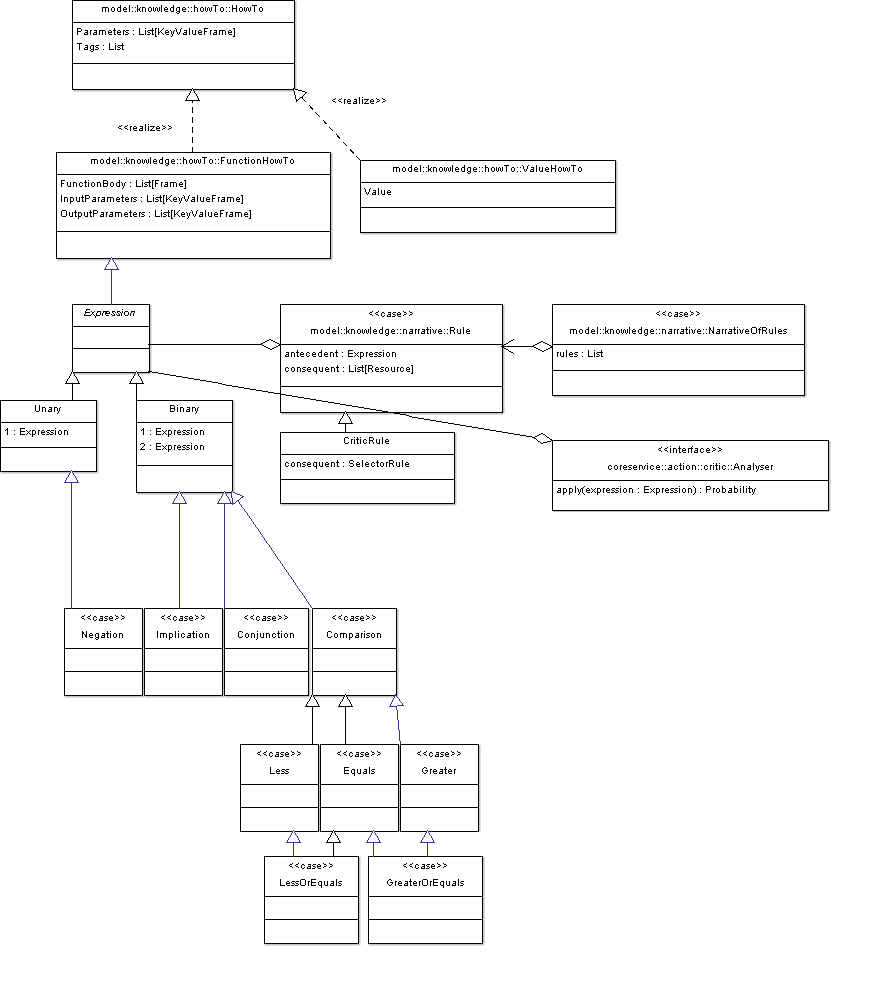 model::knowledge::howTo::HowTo
Parameters : List[KeyValueFrame]
Tags : List
<<realize>>
<<realize>>
model::knowledge::howTo::FunctionHowTo
FunctionBody : List[Frame]
InputParameters : List[KeyValueFrame]
OutputParameters : List[KeyValueFrame]
model::knowledge::howTo::ValueHowTo
Value
Expression
<<case>>
model::knowledge::narrative::Rule
antecedent : Expression
consequent : List[Resource]
<<case>>
model::knowledge::narrative::NarrativeOfRules
rules : List
Unary
1 : Expression
Binary
1 : Expression
2 : Expression
CriticRule
consequent : SelectorRule
<<interface>>
coreservice::action::critic::Analyser
apply(expression : Expression) : Probability
<<case>>
Negation
<<case>>
Implication
<<case>>
Conjunction
<<case>>
Comparison
<<case>>
Less
<<case>>
Equals
<<case>>
Greater
<<case>>
LessOrEquals
<<case>>
GreaterOrEquals